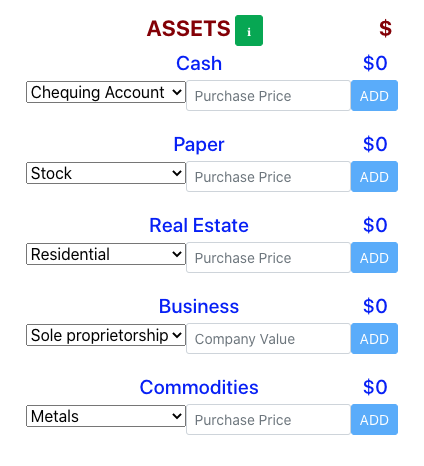 ASSETS i $
Cash $0
Chequing Account Purchase Price ADD
Paper $0
Stock Purchase Price ADD
Real Estate $0
Residential Purchase Price ADD
Business $0
Sole proprietorship Company Value ADD
Commodities $0
Metals Purchase Price ADD